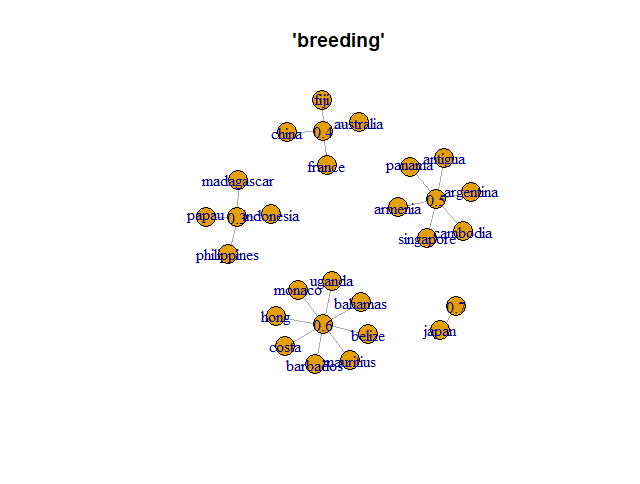 'breeding'
fiji
china
0.4
australia
france
panama
antigua
argentina
armenia
0.5
singapore
cambodia
madagascar
papau
0.3
indonesia
philippines
uganda
monaco
bahamas
hong
0.6
belize
costa
barbados
mauritius
0.7
japan